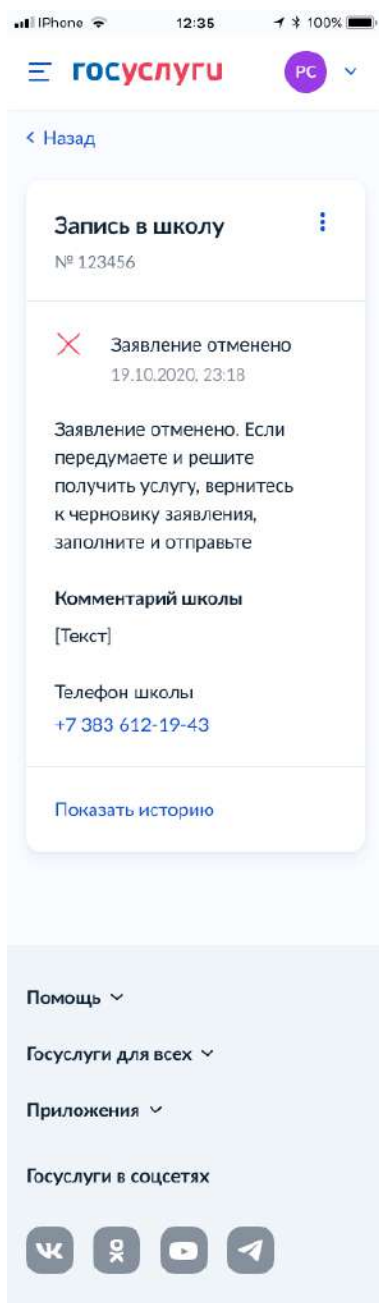 iPhone 12:35 100%
госуслуги РС
Назад
Запись в школу
№ 123456
Заявление отменено
19.10.2020, 23:18
Заявление отменено. Если
передумаете и решите
получить услугу, вернитесь
к черновику заявления,
заполните и отправьте
Комментарий школы
[Текст]
Телефон школы
+7 383 612-19-43
Показать историю
Помощь
Госуслуги для всех
Приложения
Госуслуги в соцсетях